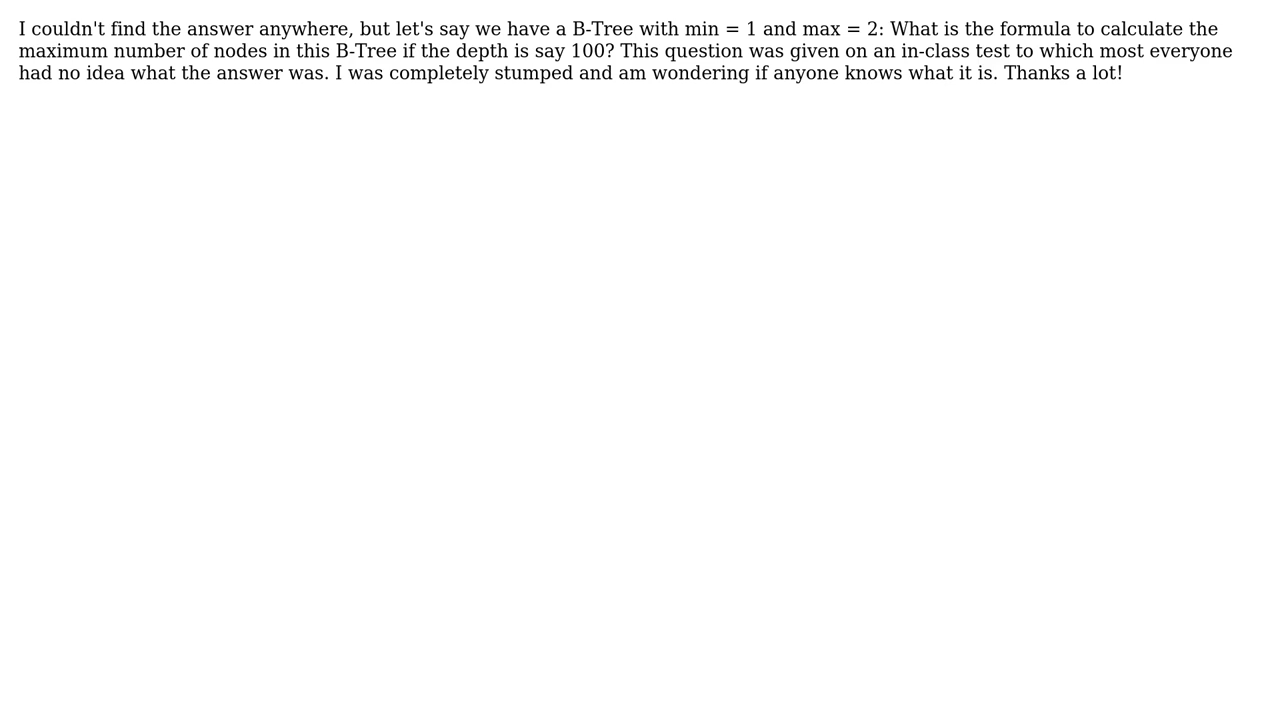 I couldn't find the answer anywhere, but let's say we have a B-Tree with min = 1 and max = 2: What is the formula to calculate the
maximum number of nodes in this B-Tree if the depth is say 100? This question was given on an in-class test to which most everyone
had no idea what the answer was. I was completely stumped and am wondering if anyone knows what it is. Thanks a lot!